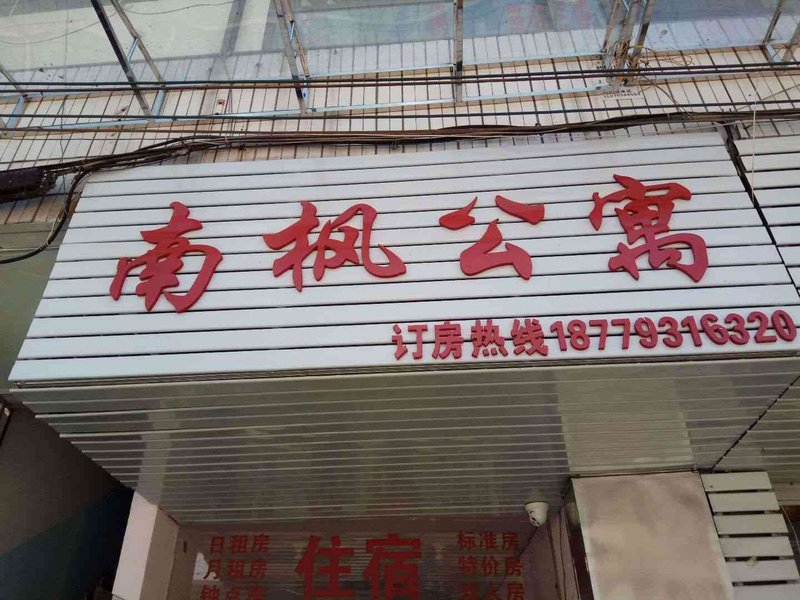 南枫公寓
订房热线18779316320
日租房
月租房
住宿
标准房
特价房